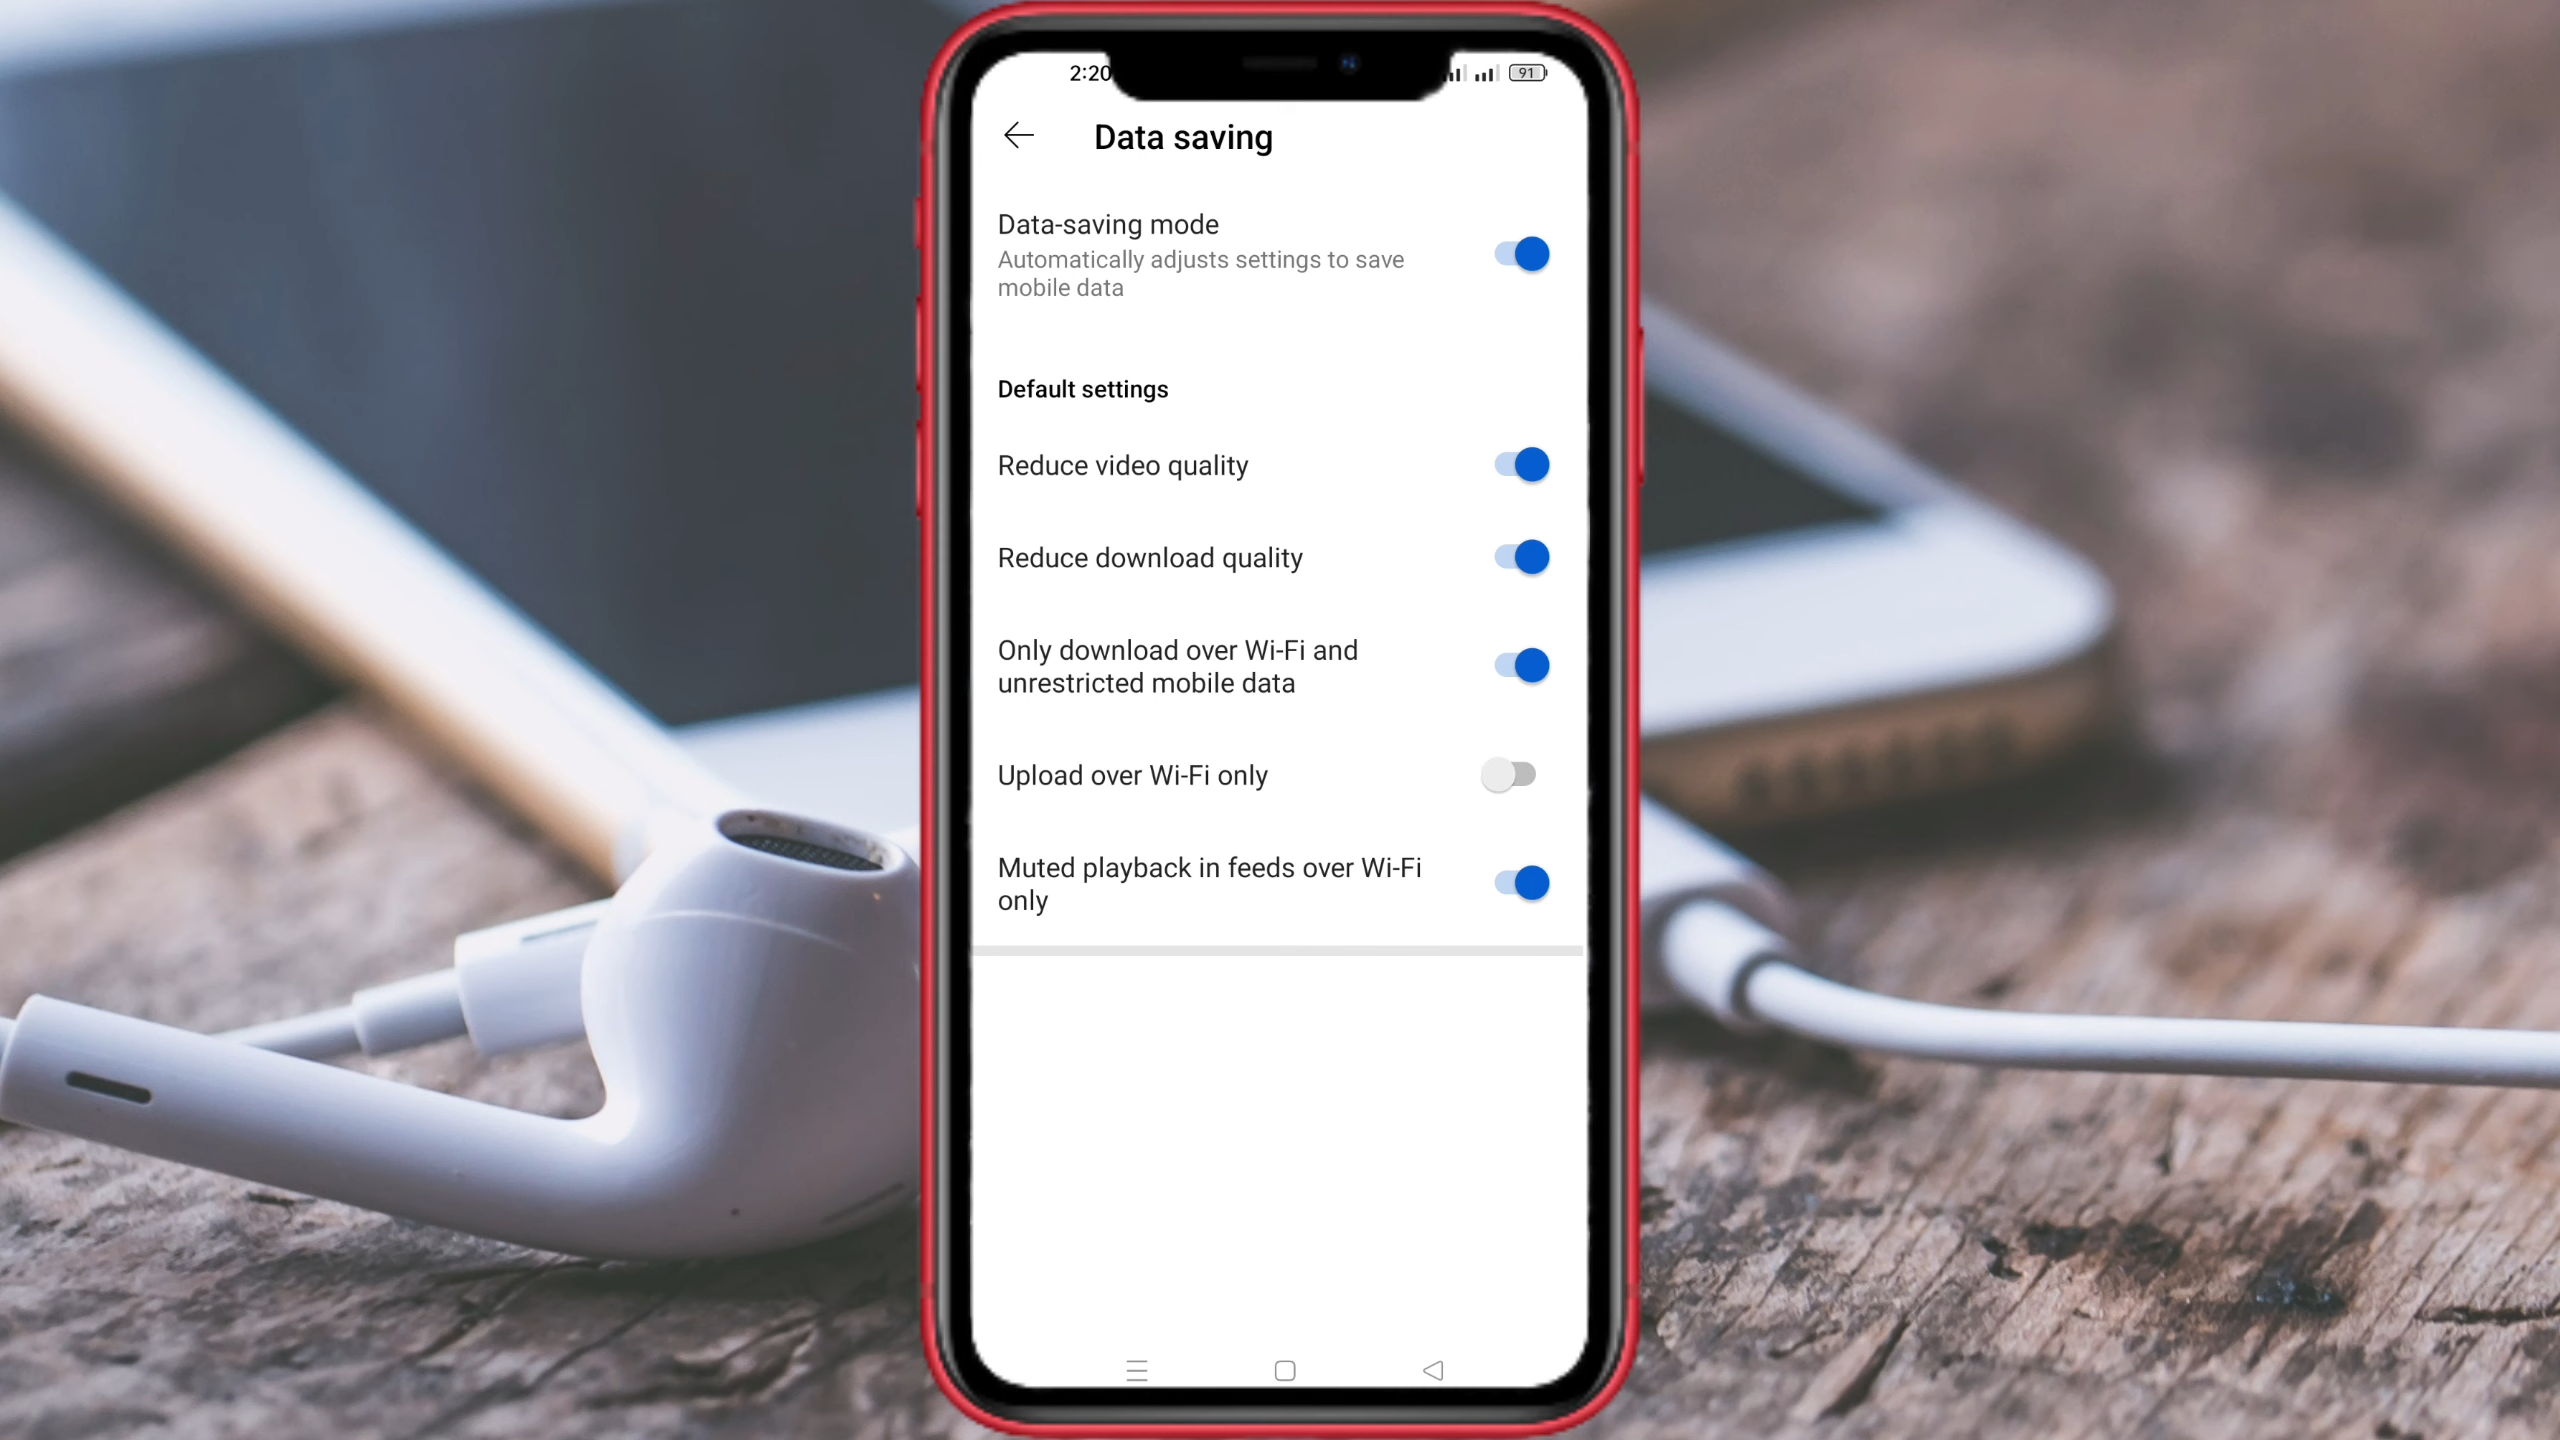 2:20
91
Data saving
Data-saving mode
Automatically adjusts settings to save
mobile data
Default settings
Reduce video quality
Reduce download quality
Only download over Wi-Fi and
unrestricted mobile data
Upload over Wi-Fi only
Muted playback in feeds over Wi-Fi
only